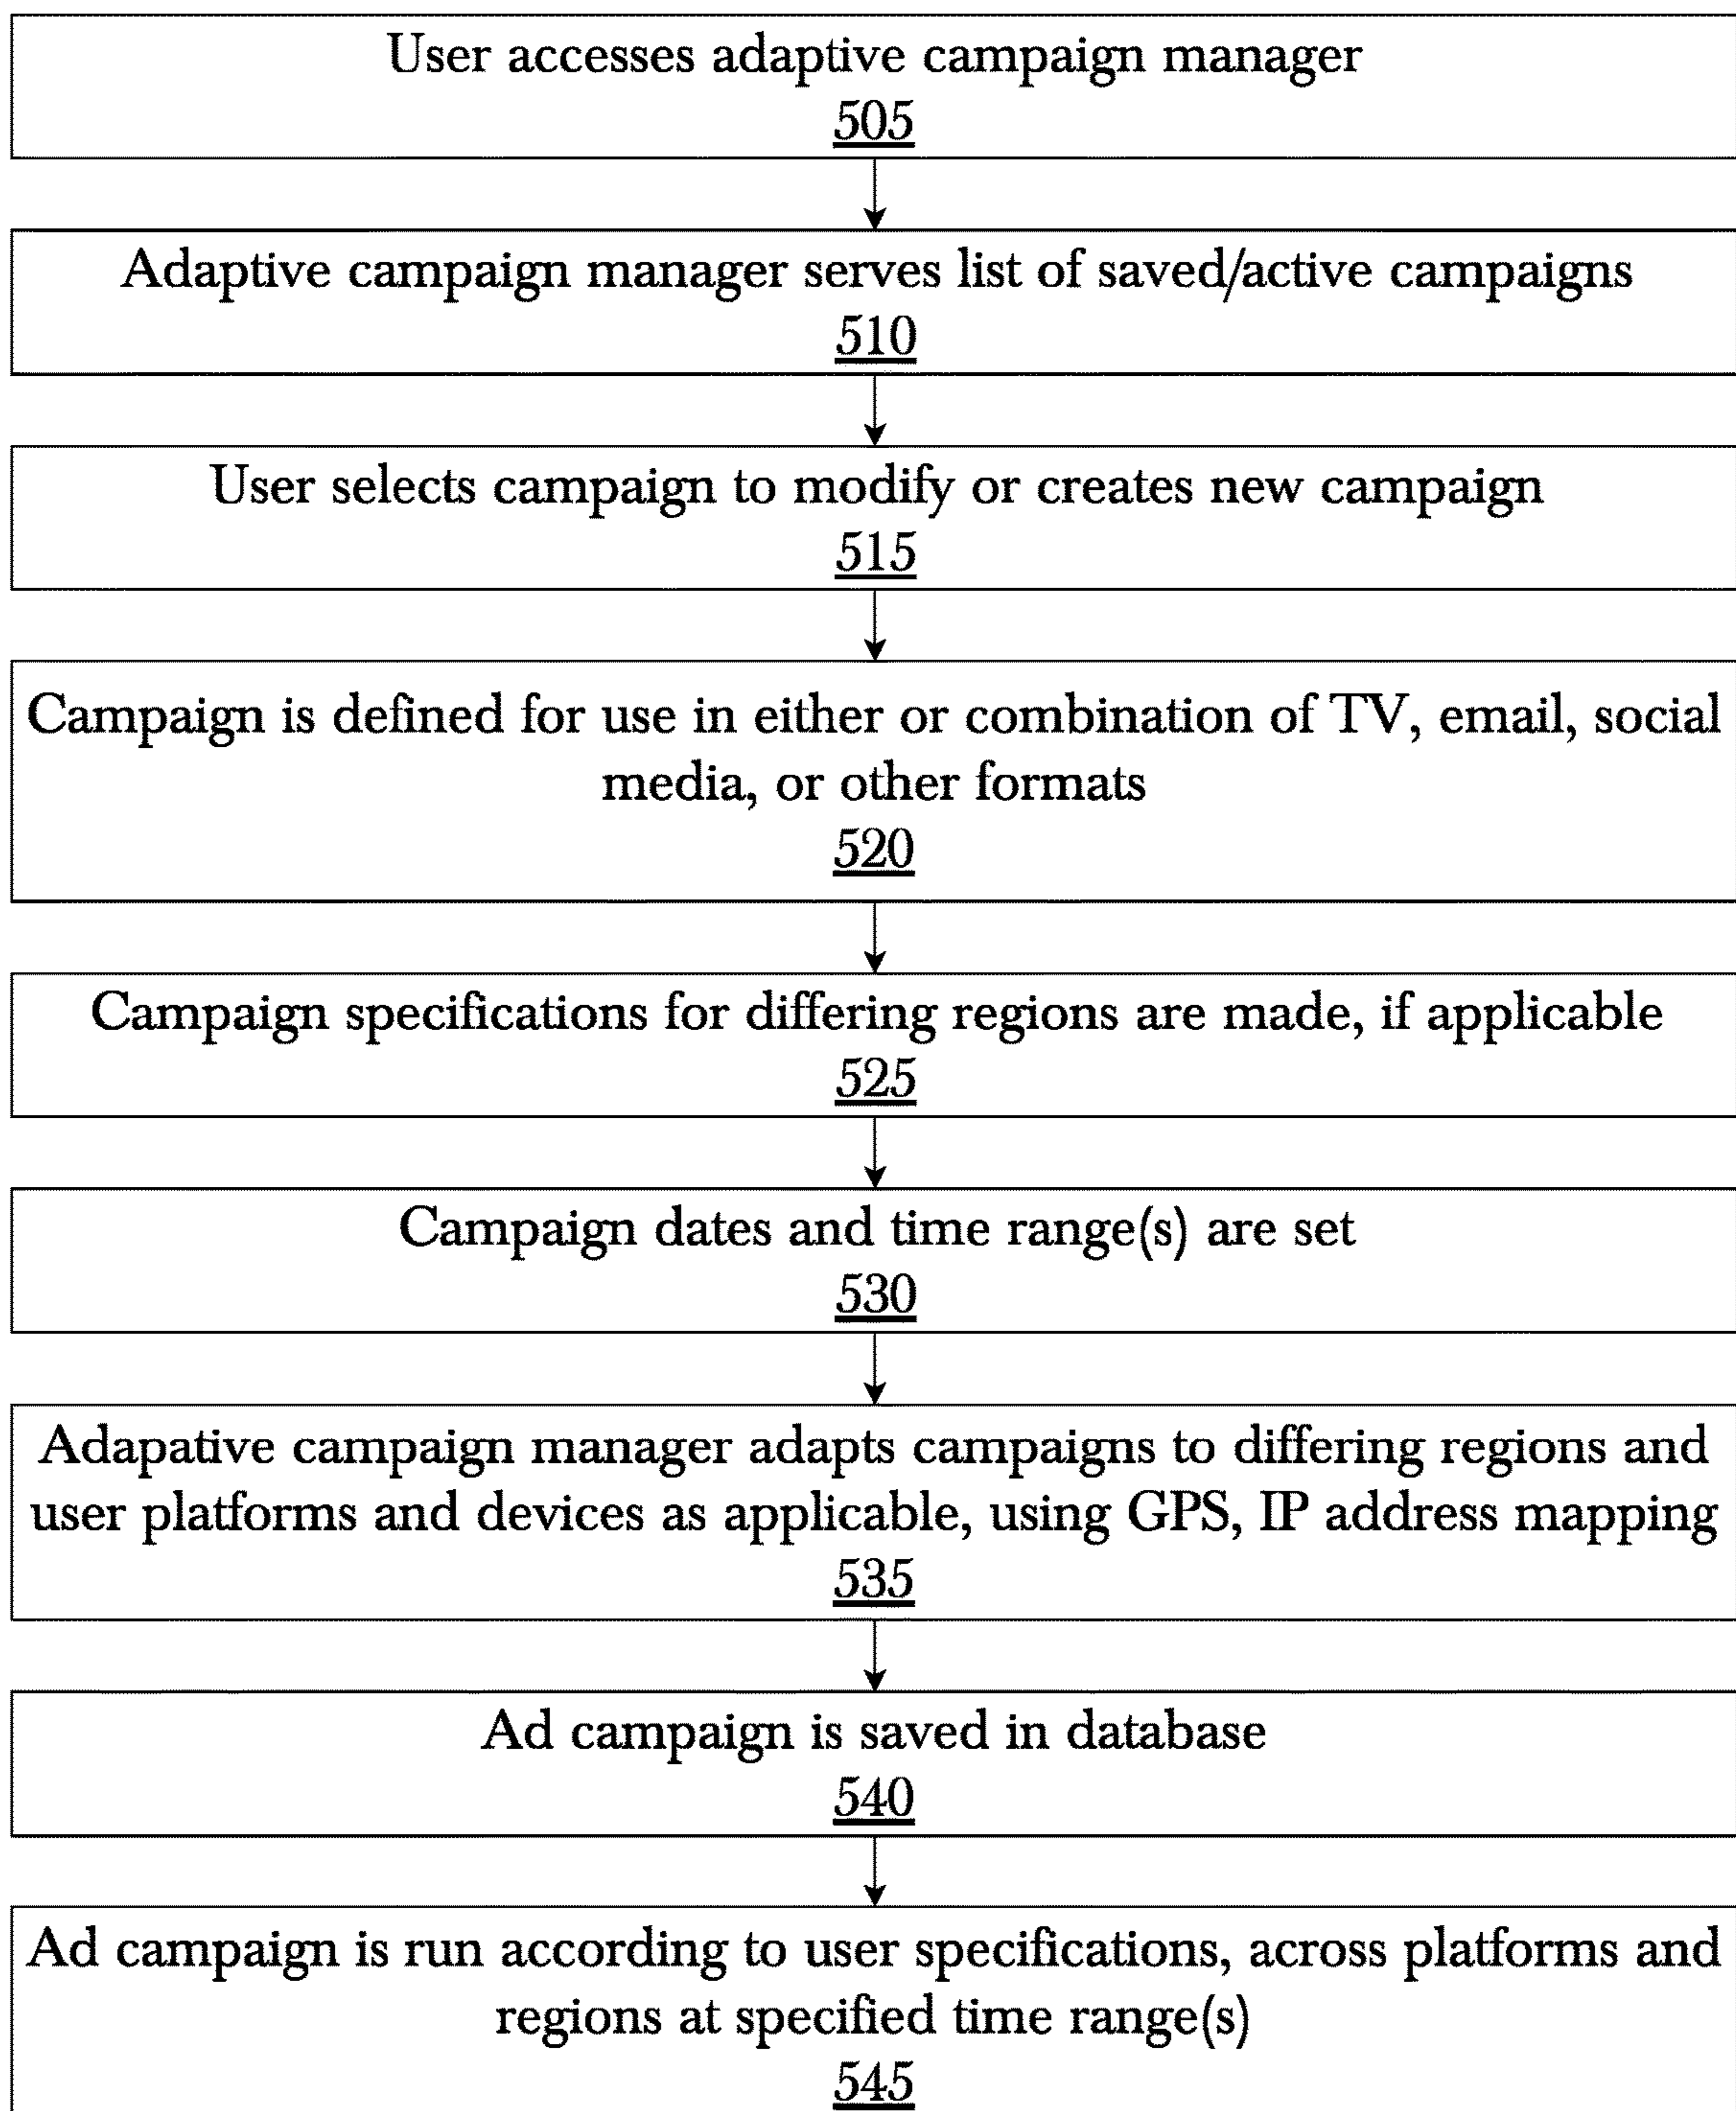 User accesses adaptive campaign manager
505
Adaptive campaign manager serves list of saved/active campaigns
510
User selects campaign to modify or creates new campaign
515
Campaign is defined for use in either or combination of TV, email, social
media, or other formats
520
Campaign specifications for differing regions are made, if applicable
525
Campaign dates and time range(s) are set
530
Adapative campaign manager adapts campaigns to differing regions and
user platforms and devices as applicable, using GPS, IP address mapping
535
Ad campaign is saved in database
540
Ad campaign is run according to user specifications, across platforms and
regions at specified time range(s)
545